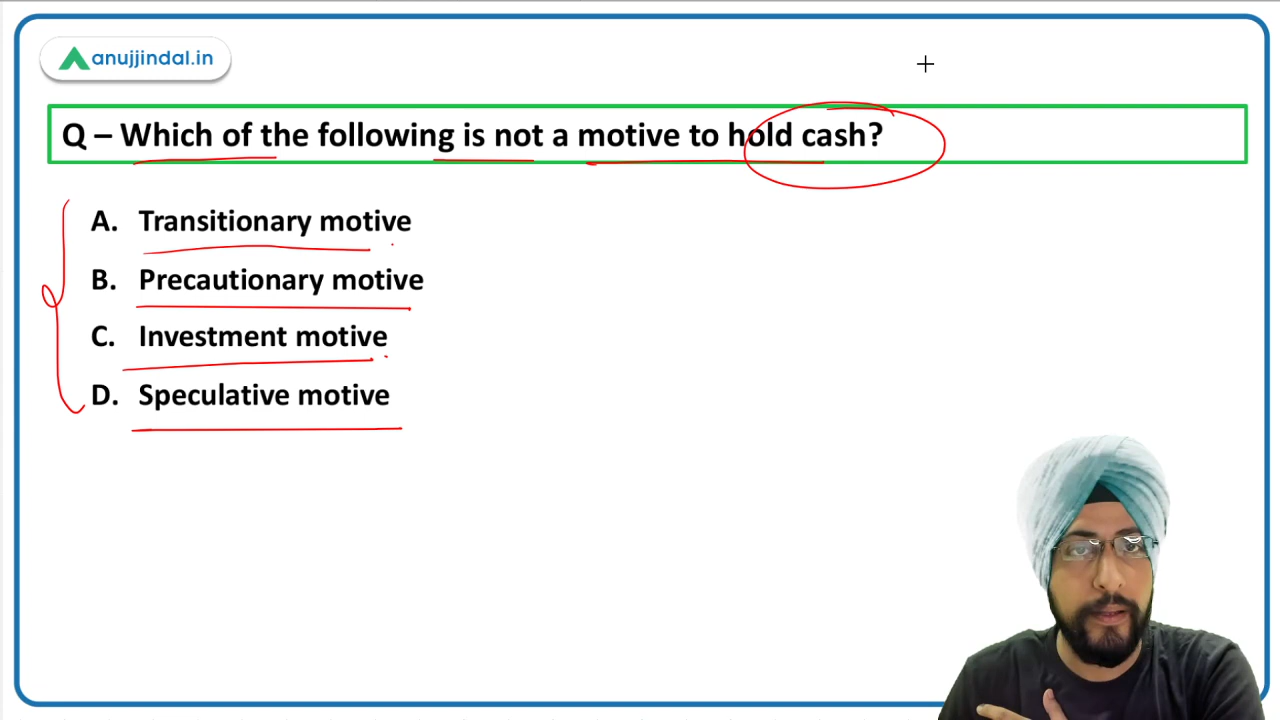 anujjindal.in
Q – Which of the following is not a motive to hold cash?
A. Transitionary motive
B. Precautionary motive
C. Investment motive
D. Speculative motive